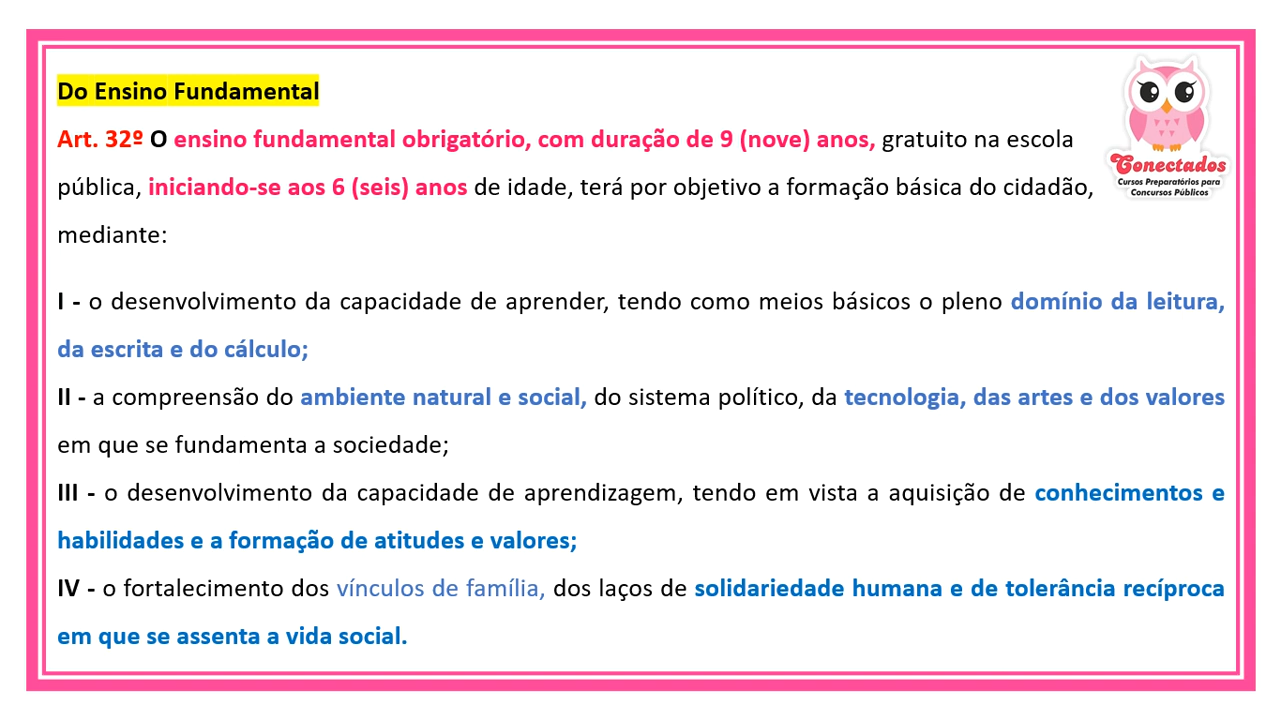 Do Ensino Fundamental
Art. 32º O ensino fundamental obrigatório, com duração de 9 (nove) anos, gratuito na escola
pública, iniciando-se aos 6 (seis) anos de idade, terá por objetivo a formação básica do cidadão,
mediante:
I - o desenvolvimento da capacidade de aprender, tendo como meios básicos o pleno domínio da leitura,
da escrita e do cálculo;
II - a compreensão do ambiente natural e social, do sistema político, da tecnologia, das artes e dos valores
em que se fundamenta a sociedade;
III - o desenvolvimento da capacidade de aprendizagem, tendo em vista a aquisição de conhecimentos e
habilidades e a formação de atitudes e valores;
IV - o fortalecimento dos vínculos de família, dos laços de solidariedade humana e de tolerância recíproca
em que se assenta a vida social.
Conectados
Cursos Preparatórios para
Concursos Públicos